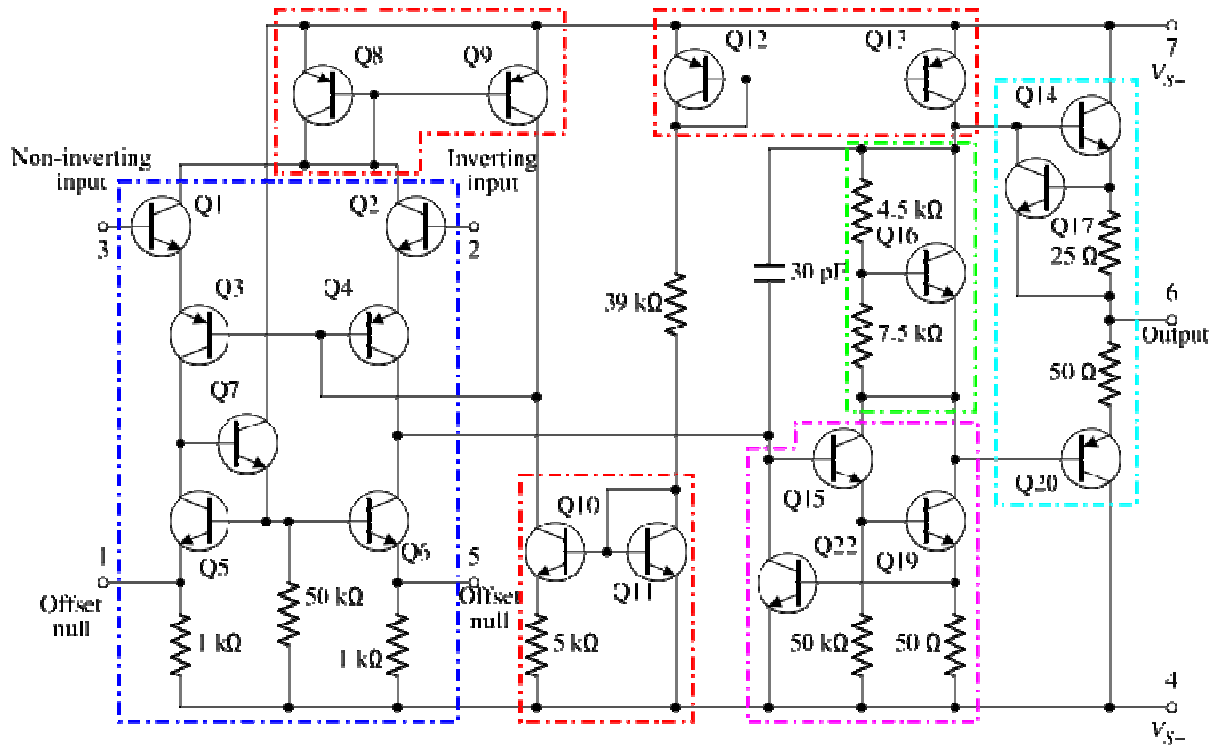 Q8
Q9
Q12
Q13
7
V_S-
Q14
Non-inverting
input
Inverting
input
Q1
Q2
3
2
4.5 kΩ
Q16
Q17
25 Ω
30 pF
Q3
Q4
39 kΩ
6
Output
7.5 kΩ
50 Ω
Q7
Q15
Q20
Q10
Q5
Q6
1
5
Q11
Q22
Q19
Offset
null
50 kΩ
Offset
null
1 kΩ
1 kΩ
5 kΩ
50 kΩ
50 Ω
4
V_S-